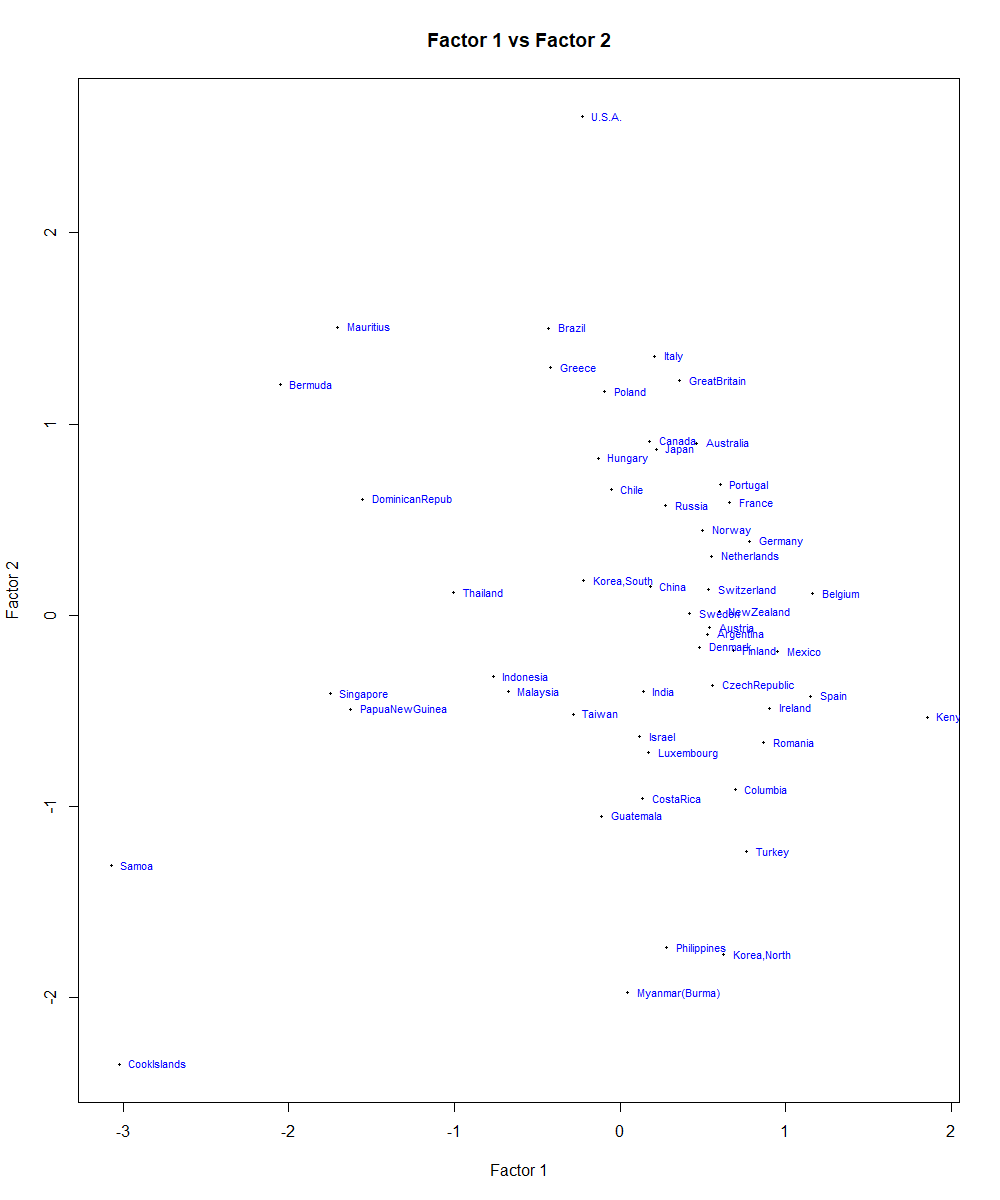 Factor 1 vs Factor 2
U.S.A.
2
Mauritius
Brazil
Italy
Greece
GreatBritain
Bermuda
Poland
1
Canada
Australia
Japan
Hungary
Portugal
Chile
DominicanRepub
France
Russia
Norway
Germany
Netherlands
Factor 2
Korea,South
China
Switzerland
Thailand
Belgium
0
NewZealand
Sweden
Austria
Argentina
Denmark
Finland
Mexico
Indonesia
CzechRepublic
Singapore
Malaysia
India
Spain
PapuaNewGuinea
Ireland
Taiwan
Keny
Israel
Romania
Luxembourg
Columbia
-1
CostaRica
Guatemala
Turkey
Samoa
Philippines
Korea,North
-2
Myanmar(Burma)
CookIslands
-3 -2 -1 0 1 2
Factor 1